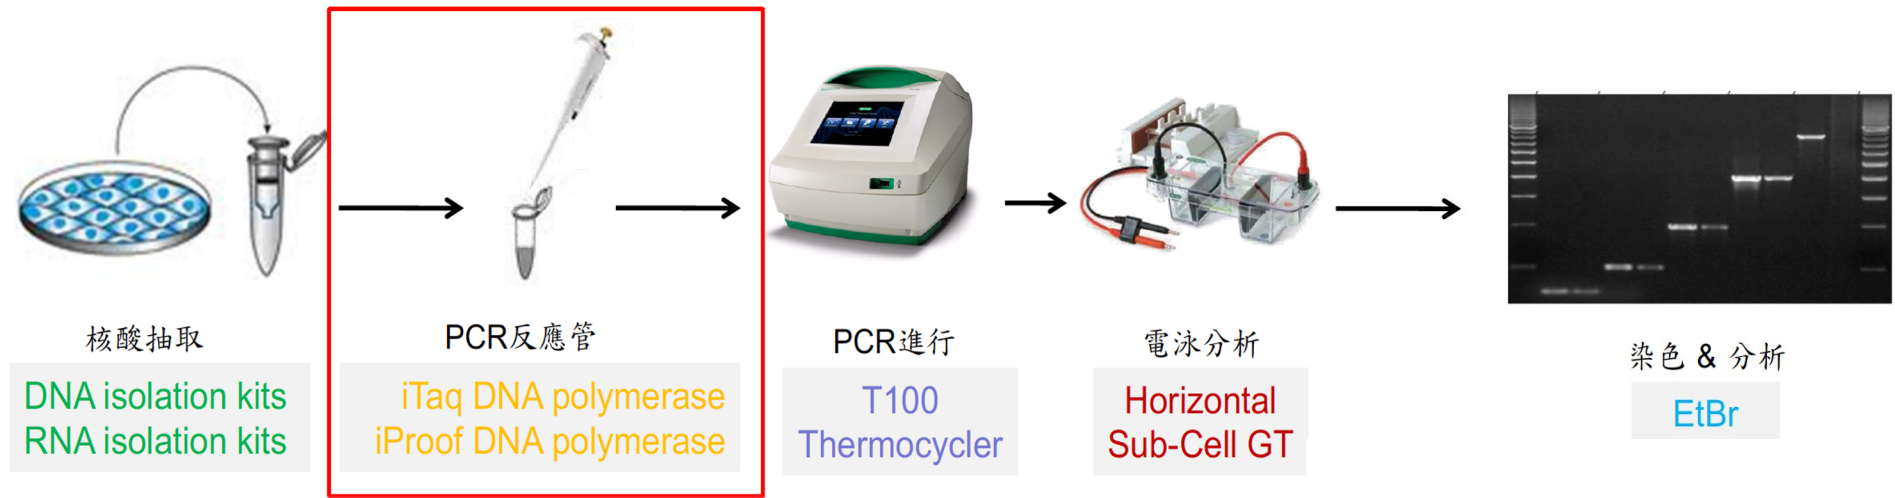 核酸抽取
DNA isolation kits
RNA isolation kits
PCR反應管
iTaq DNA polymerase
iProof DNA polymerase
PCR進行
T100
Thermocycler
電泳分析
Horizontal
Sub-Cell GT
染色 & 分析
EtBr